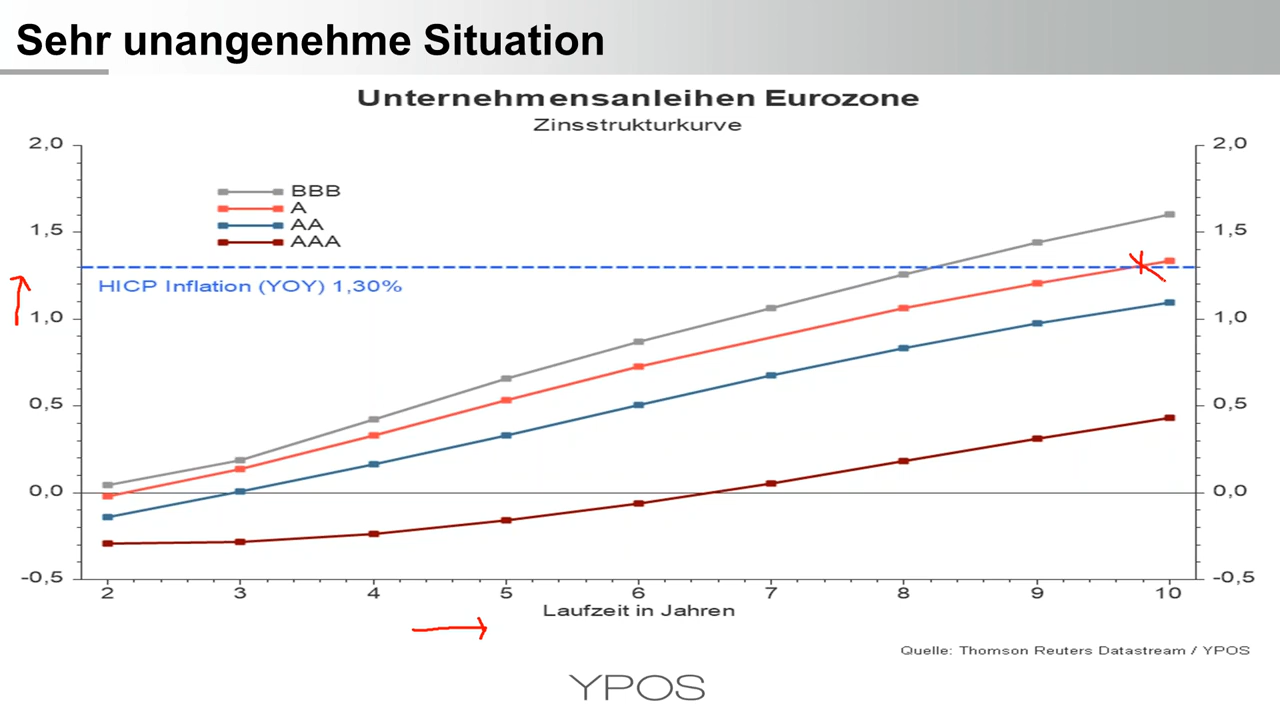 Sehr unangenehme Situation
Unternehmensanleihen Eurozone
Zinsstrukturkurve
2,0 2,0
BBB
A
AA
AAA
1,5 1,5
HICP Inflation (YOY) 1,30%
1,0 1,0
0,5 0,5
0,0 0,0
-0,5 -0,5
2 3 4 5 6 7 8 9 10
Laufzeit in Jahren
Quelle: Thomson Reuters Datastream / YPOS
YPOS